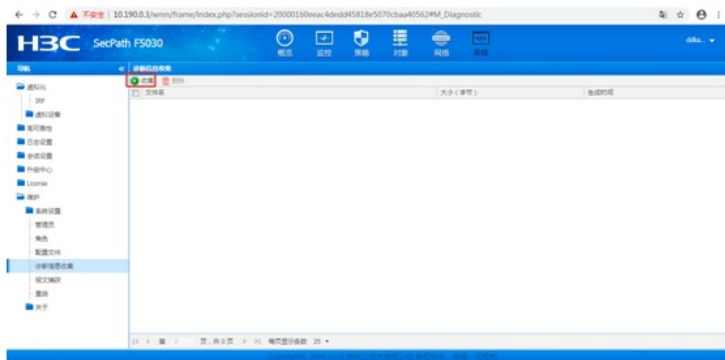 不安全 | 10.190.0.3/wnm/frame/index.php?sessionid=20000160eeac4dedd45818e5070cbaa40562#M_Diagnostic
H3C SecPath F5030
概览 监控 策略 对象 网络 系统
ddka...
导航
诊断信息收集
收集 删除
文件名 大小（字节） 生成时间
虚拟化
IRF
虚拟设备
高可靠性
日志设置
会话设置
升级中心
License
维护
系统设置
管理员
角色
配置文件
诊断信息收集
报文捕获
重启
关于
第 页，共 0 页 每页显示条数 25